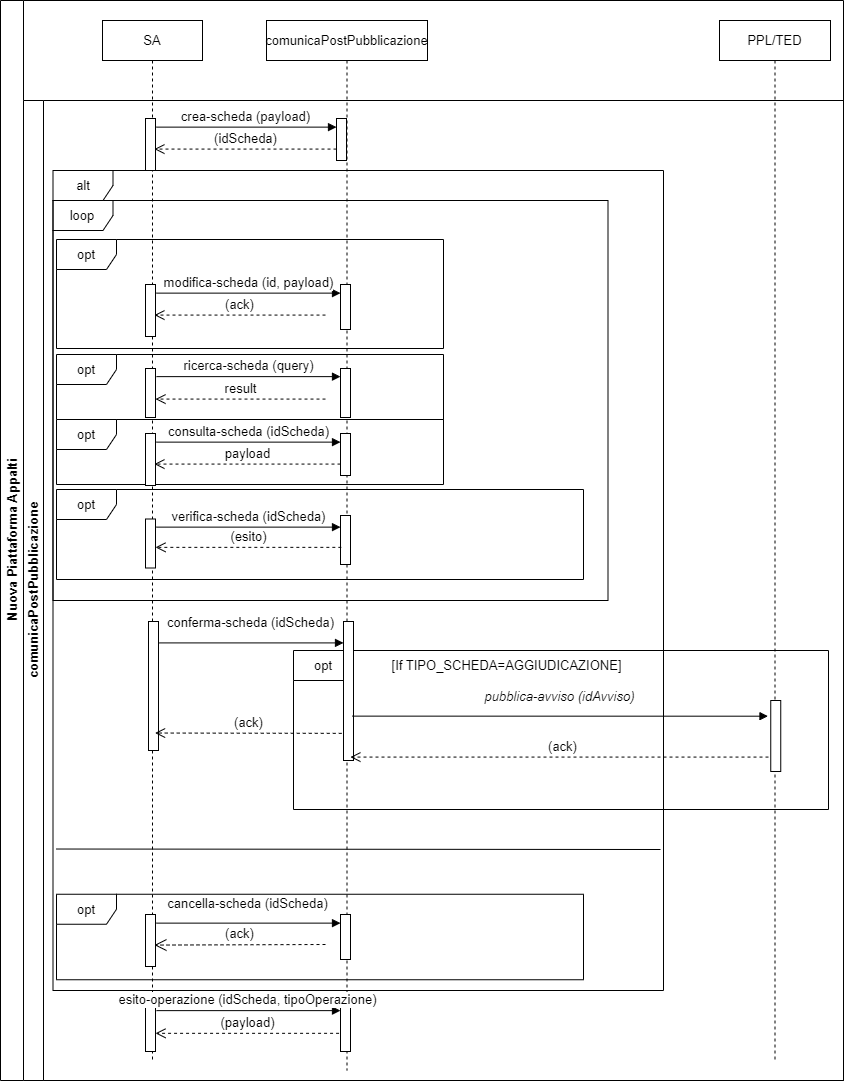 Nuova Piattaforma Appalti
comunicaPostPubblicazione
SA
comunicaPostPubblicazione
PPL/TED
crea-scheda (payload)
(idScheda)
alt
loop
opt
modifica-scheda (id, payload)
(ack)
opt
ricerca-scheda (query)
result
opt
consulta-scheda (idScheda)
payload
opt
verifica-scheda (idScheda)
(esito)
conferma-scheda (idScheda)
opt
[If TIPO_SCHEDA=AGGIUDICAZIONE]
pubblica-avviso (idAvviso)
(ack)
(ack)
opt
cancella-scheda (idScheda)
(ack)
esito-operazione (idScheda, tipoOperazione)
(payload)